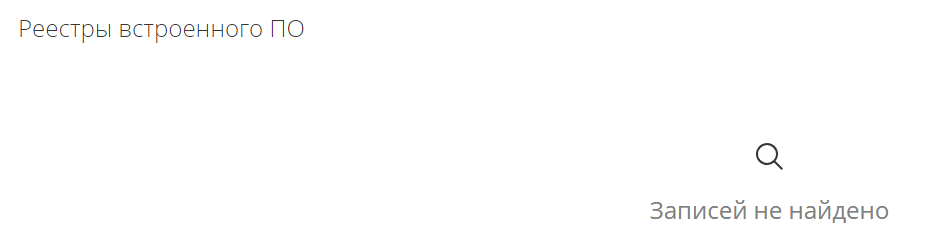 Реестры встроенного ПО
Записей не найдено